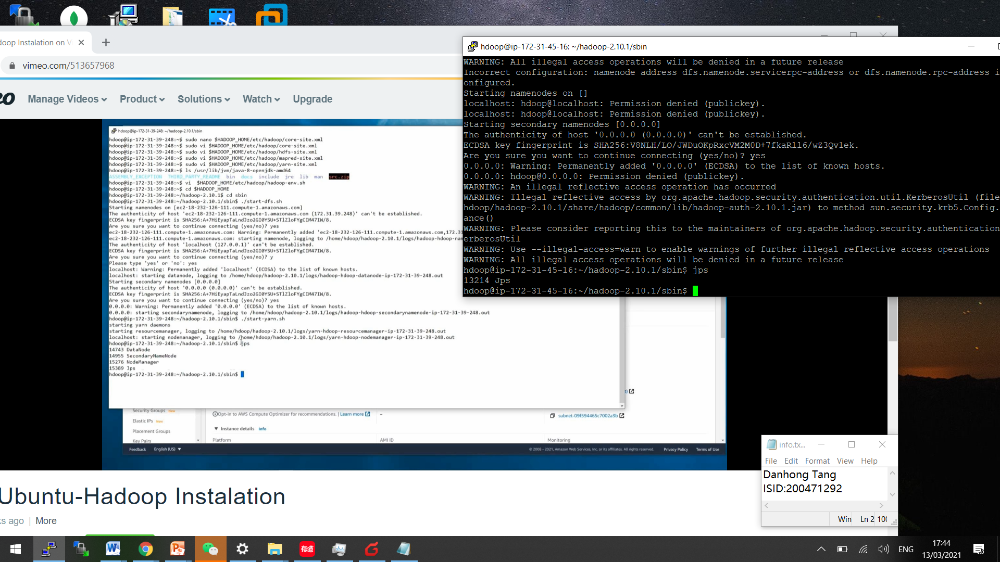 doop Instalation on V
vimeo.com/513657968
eo
Manage Videos
Product
Solutions
Watch
Upgrade
hdoop@ip-172-31-39-248: ~/hadoop-2.10.1/sbin
hdoop@ip-172-31-39-248:~$ sudo nano $HADOOP_HOME/etc/hadoop/core-site.xml
hdoop@ip-172-31-39-248:~$ sudo vi $HADOOP_HOME/etc/hadoop/core-site.xml
hdoop@ip-172-31-39-248:~$ sudo vi $HADOOP_HOME/etc/hadoop/hdfs-site.xml
hdoop@ip-172-31-39-248:~$ sudo vi $HADOOP_HOME/etc/hadoop/mapred-site.xml
hdoop@ip-172-31-39-248:~$ sudo vi $HADOOP_HOME/etc/hadoop/yarn-site.xml
hdoop@ip-172-31-39-248:~$ ls /usr/lib/jvm/java-8-openjdk-amd64
ASSEMBLY_EXCEPTION THIRD_PARTY_README bin docs include jre lib man src.zip
hdoop@ip-172-31-39-248:~$ vi $HADOOP_HOME/etc/hadoop/hadoop-env.sh
hdoop@ip-172-31-39-248:~$ cd $HADOOP_HOME
hdoop@ip-172-31-39-248:~/hadoop-2.10.1$ cd sbin
hdoop@ip-172-31-39-248:~/hadoop-2.10.1/sbin$ ./start-dfs.sh
Starting namenodes on [ec2-18-232-126-111.compute-1.amazonaws.com]
The authenticity of host 'ec2-18-232-126-111.compute-1.amazonaws.com (172.31.39.248)' can't be established.
ECDSA key fingerprint is SHA256:A+7HiEyapTaLndJzo2GI0YSU+STlZloFYgCIM47IW/8.
Are you sure you want to continue connecting (yes/no)? yes
ec2-18-232-126-111.compute-1.amazonaws.com: Warning: Permanently added 'ec2-18-232-126-111.compute-1.amazonaws.com,172.31
ec2-18-232-126-111.compute-1.amazonaws.com: starting namenode, logging to /home/hdoop/hadoop-2.10.1/logs/hadoop-hdoop-nam
The authenticity of host 'localhost (127.0.0.1)' can't be established.
ECDSA key fingerprint is SHA256:A+7HiEyapTaLndJzo2GI0YSU+STlZloFYgCIM47IW/8.
Are you sure you want to continue connecting (yes/no)? y
Please type 'yes' or 'no': yes
localhost: Warning: Permanently added 'localhost' (ECDSA) to the list of known hosts.
localhost: starting datanode, logging to /home/hdoop/hadoop-2.10.1/logs/hadoop-hdoop-datanode-ip-172-31-39-248.out
Starting secondary namenodes [0.0.0.0]
The authenticity of host '0.0.0.0 (0.0.0.0)' can't be established.
ECDSA key fingerprint is SHA256:A+7HiEyapTaLndJzo2GI0YSU+STlZloFYgCIM47IW/8.
Are you sure you want to continue connecting (yes/no)? yes
0.0.0.0: Warning: Permanently added '0.0.0.0' (ECDSA) to the list of known hosts.
0.0.0.0: starting secondarynamenode, logging to /home/hdoop/hadoop-2.10.1/logs/hadoop-hdoop-secondarynamenode-ip-172-31-39-248.out
hdoop@ip-172-31-39-248:~/hadoop-2.10.1/sbin$ ./start-yarn.sh
starting yarn daemons
starting resourcemanager, logging to /home/hdoop/hadoop-2.10.1/logs/yarn-hdoop-resourcemanager-ip-172-31-39-248.out
localhost: starting nodemanager, logging to /home/hdoop/hadoop-2.10.1/logs/yarn-hdoop-nodemanager-ip-172-31-39-248.out
hdoop@ip-172-31-39-248:~/hadoop-2.10.1/sbin$ jps
14743 DataNode
14955 SecondaryNameNode
15276 NodeManager
15389 Jps
hdoop@ip-172-31-39-248:~/hadoop-2.10.1/sbin$
Security Groups New
Elastic IPs New
Placement Groups
Key Pairs
Opt-in to AWS Compute Optimizer for recommendations. | Learn more
–
subnet-09f594465c7002a3b
Instance details Info
Platform
AMI ID
Monitoring
Feedback
English (US)
© 2008 - 2021, Amazon Web Services, Inc. or its affiliates. All rights reserved.
Privacy Policy
Terms of Use
hdoop@ip-172-31-45-16: ~/hadoop-2.10.1/sbin
WARNING: All illegal access operations will be denied in a future release
Incorrect configuration: namenode address dfs.namenode.servicerpc-address or dfs.namenode.rpc-address i
onfigured.
Starting namenodes on []
localhost: hdoop@localhost: Permission denied (publickey).
localhost: hdoop@localhost: Permission denied (publickey).
Starting secondary namenodes [0.0.0.0]
The authenticity of host '0.0.0.0 (0.0.0.0)' can't be established.
ECDSA key fingerprint is SHA256:V8NLH/LO/JWDuOKpRxcVM2M0D+7fkaRll6/wZ3Qv1ek.
Are you sure you want to continue connecting (yes/no)? yes
0.0.0.0: Warning: Permanently added '0.0.0.0' (ECDSA) to the list of known hosts.
0.0.0.0: hdoop@0.0.0.0: Permission denied (publickey).
WARNING: An illegal reflective access operation has occurred
WARNING: Illegal reflective access by org.apache.hadoop.security.authentication.util.KerberosUtil (file
hdoop/hadoop-2.10.1/share/hadoop/common/lib/hadoop-auth-2.10.1.jar) to method sun.security.krb5.Config.
ance()
WARNING: Please consider reporting this to the maintainers of org.apache.hadoop.security.authentication
erberosUtil
WARNING: Use --illegal-access=warn to enable warnings of further illegal reflective access operations
WARNING: All illegal access operations will be denied in a future release
hdoop@ip-172-31-45-16:~/hadoop-2.10.1/sbin$ jps
13214 Jps
hdoop@ip-172-31-45-16:~/hadoop-2.10.1/sbin$
Ubuntu-Hadoop Instalation
ks ago | More
info.tx...
File Edit Format View Help
Danhong Tang
ISID:200471292
Win
Ln 2
100
有道
ENG
17:44
13/03/2021